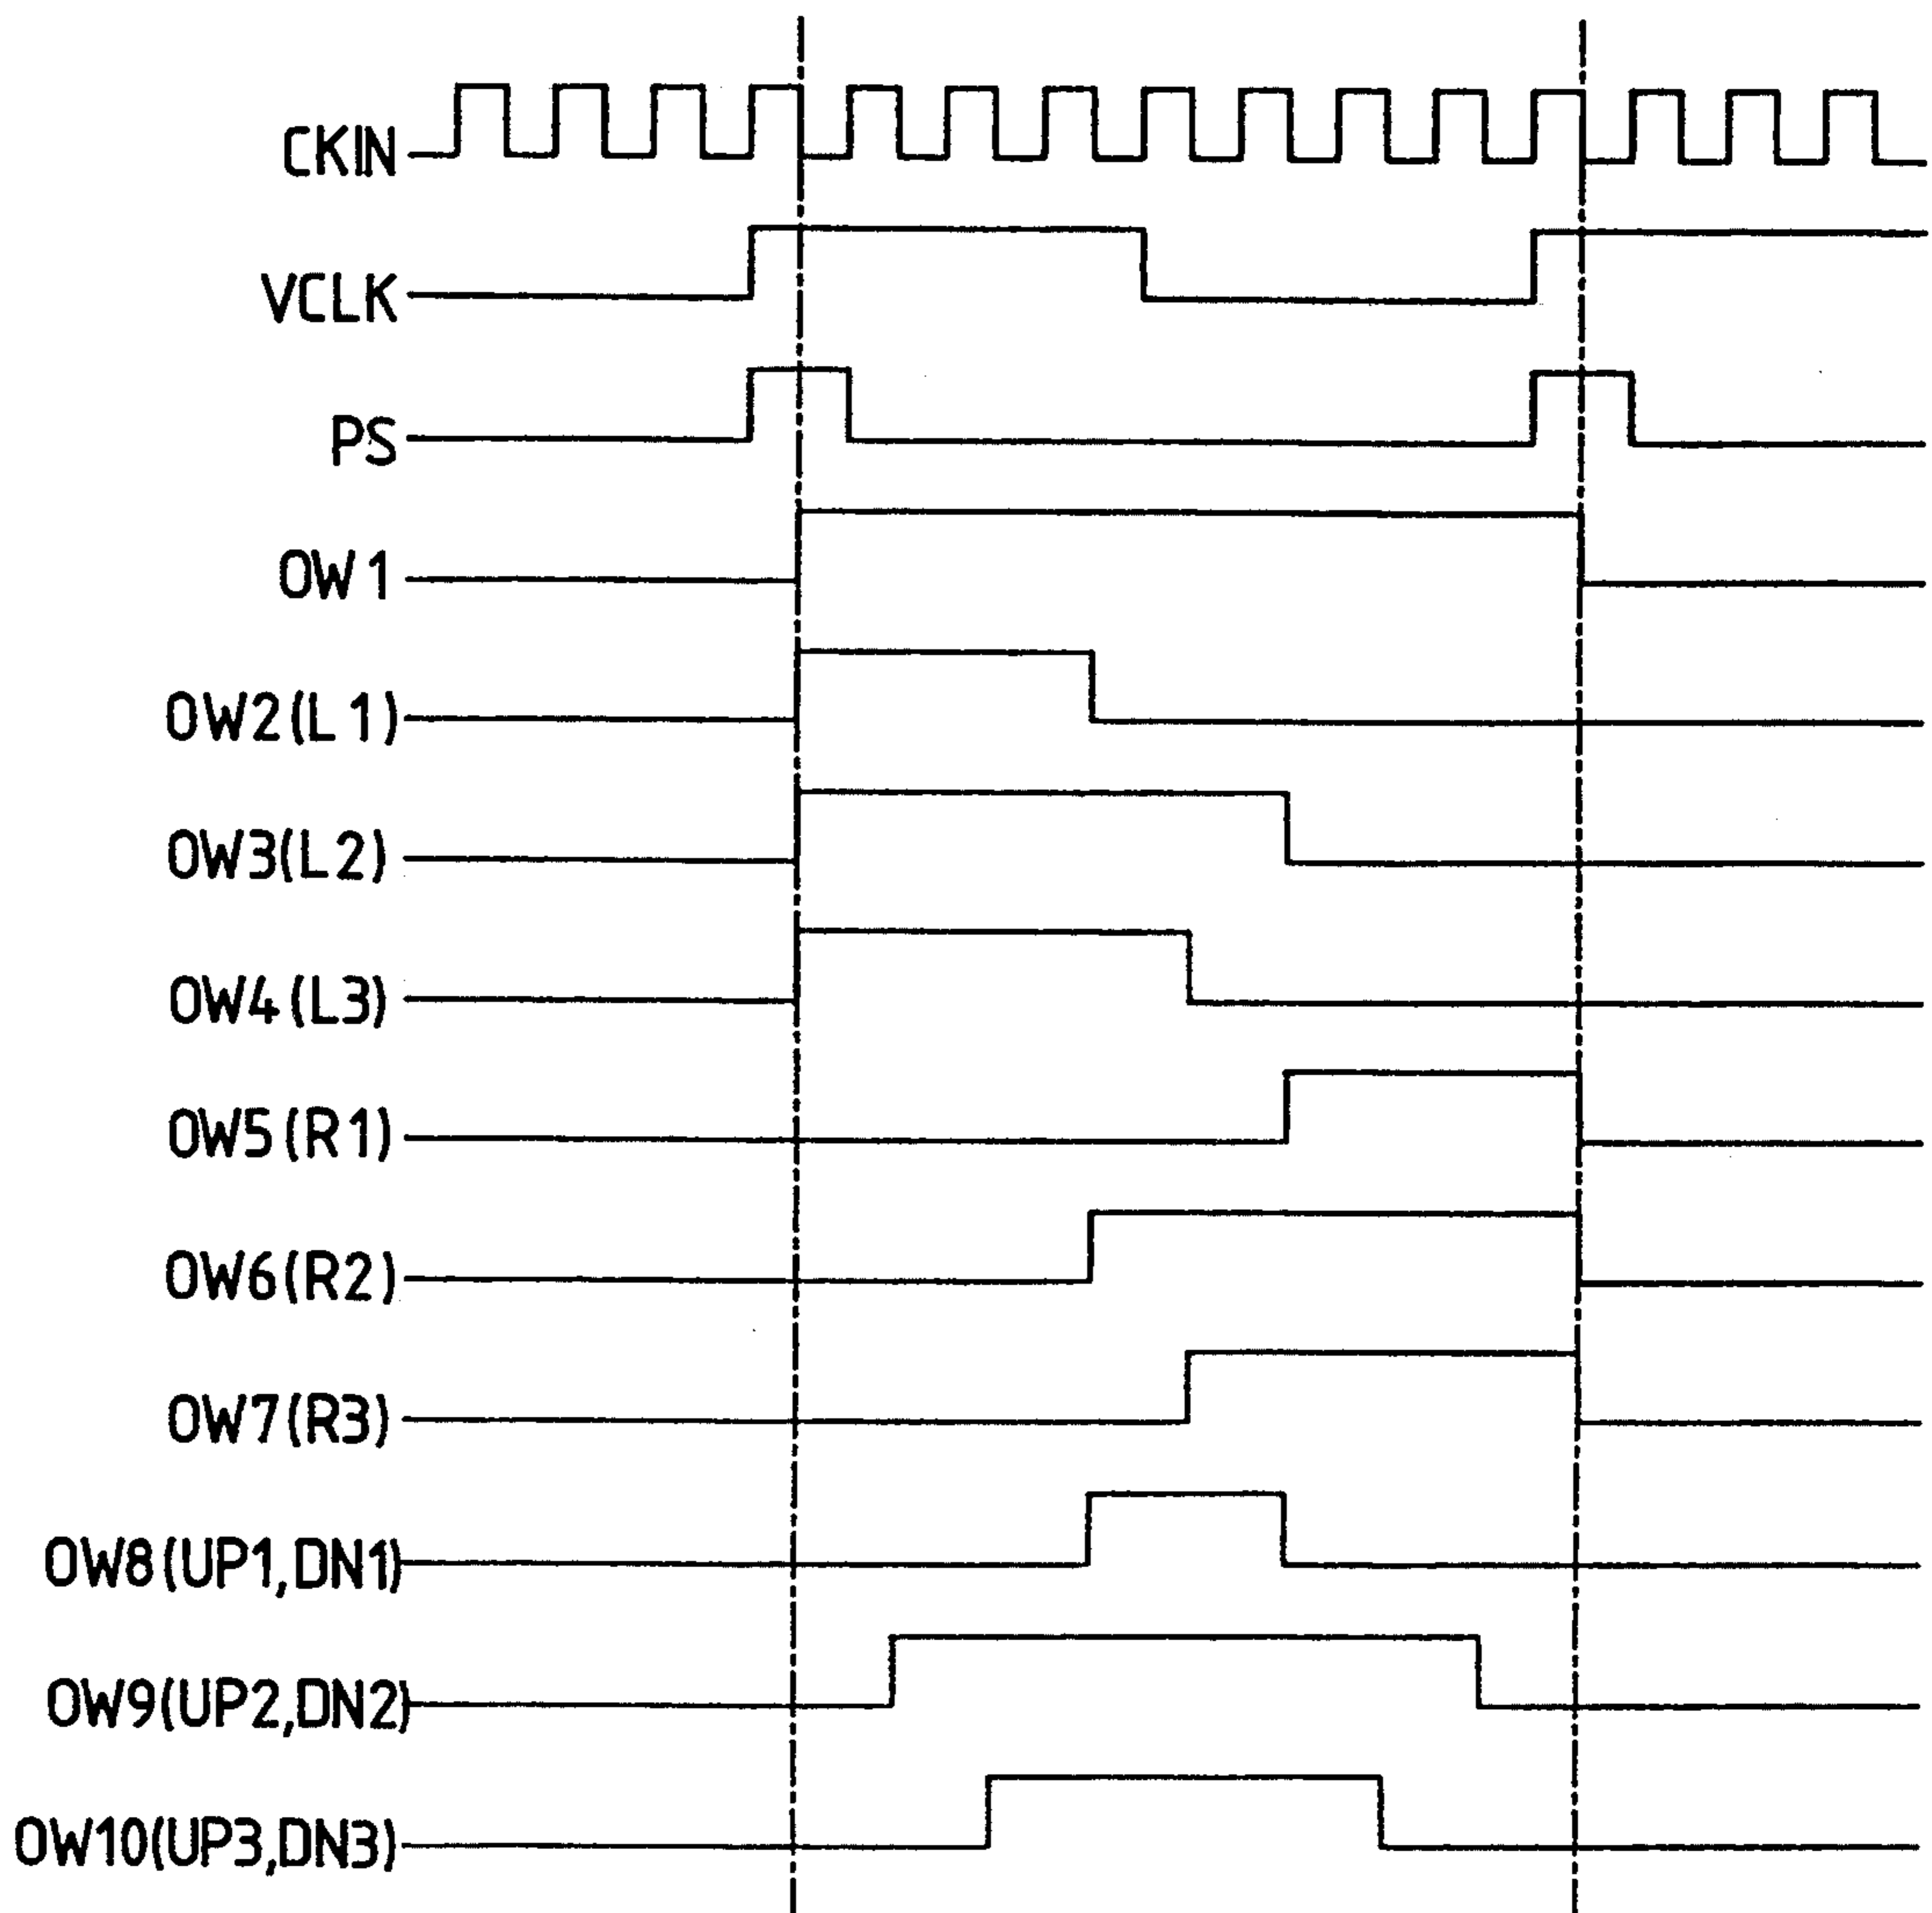 CKIN
VCLK
PS
OW1
OW2(L1)
OW3(L2)
OW4(L3)
OW5(R1)
OW6(R2)
OW7(R3)
OW8(UP1,DN1)
OW9(UP2,DN2)
OW10(UP3,DN3)